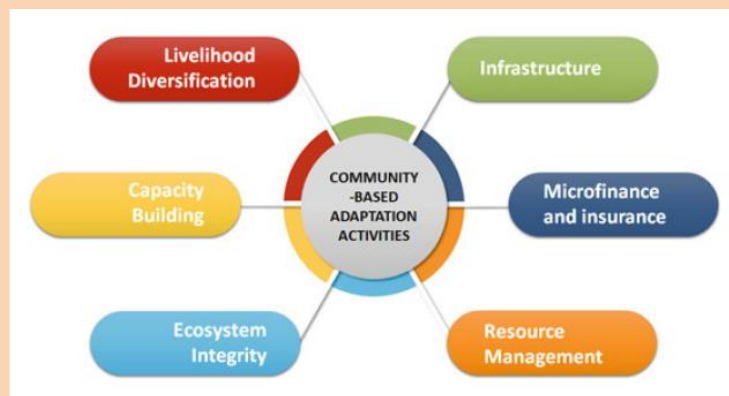 Livelihood
Diversification
Infrastructure
Capacity
Building
COMMUNITY
-BASED
ADAPTATION
ACTIVITIES
Microfinance
and insurance
Ecosystem
Integrity
Resource
Management